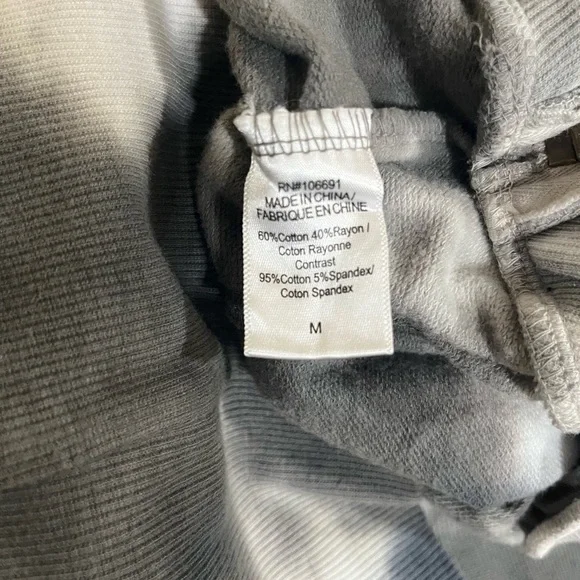 RN#106691
MADE IN CHINA/
FABRIQUE EN CHINE
60%Cotton 40%Rayon /
Coton Rayonne
Contrast
95%Cotton 5%Spandex/
Coton Spandex
M